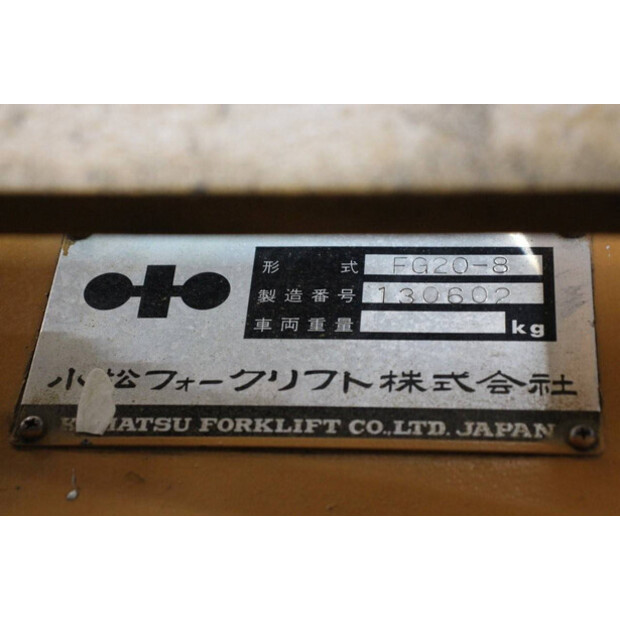 形式 FG20-8
製造番号 130602
車両重量 kg
小松フォークリフト株式会社
KOMATSU FORKLIFT CO.,LTD. JAPAN